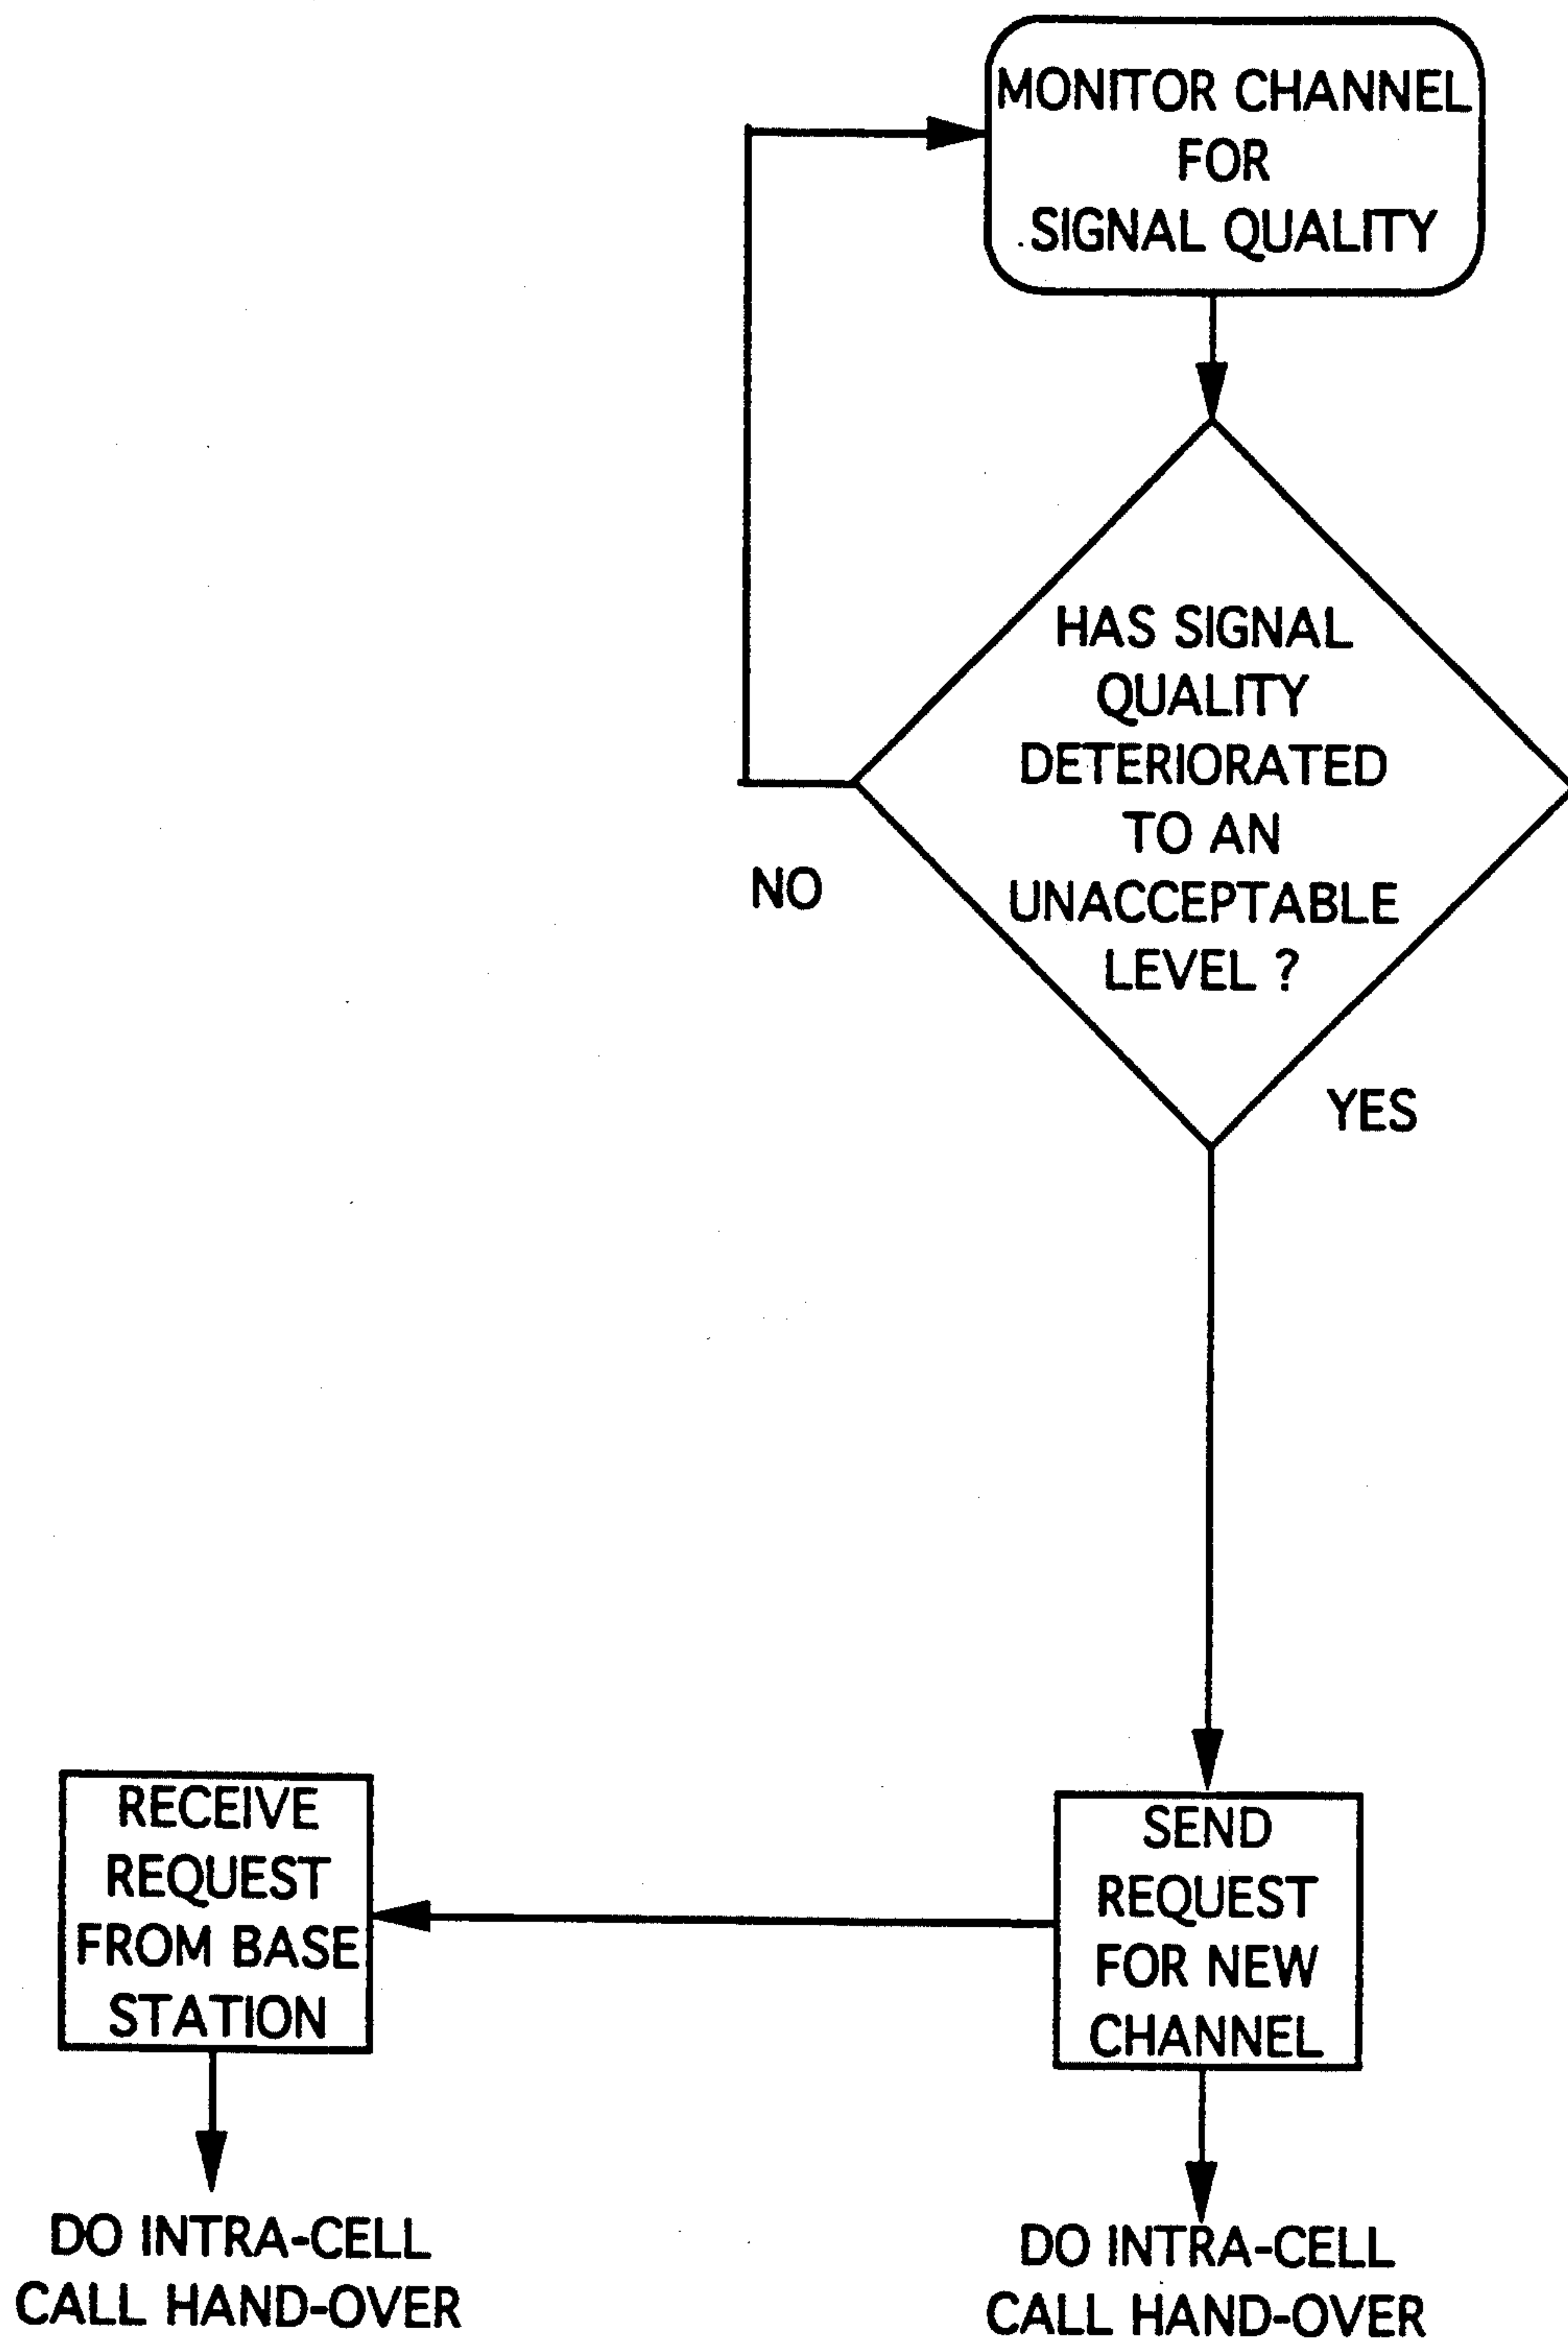 MONITOR CHANNEL
FOR
SIGNAL QUALITY
HAS SIGNAL
QUALITY
DETERIORATED
TO AN
UNACCEPTABLE
LEVEL ?
NO
YES
RECEIVE
REQUEST
FROM BASE
STATION
SEND
REQUEST
FOR NEW
CHANNEL
DO INTRA-CELL
CALL HAND-OVER
DO INTRA-CELL
CALL HAND-OVER